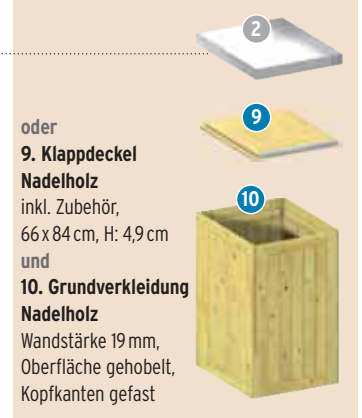 2
9
10
oder
9. Klappdeckel
Nadelholz
inkl. Zubehör,
66 x 84 cm, H: 4,9 cm
und
10. Grundverkleidung
Nadelholz
Wandstärke 19 mm,
Oberfläche gehobelt,
Kopfkanten gefast